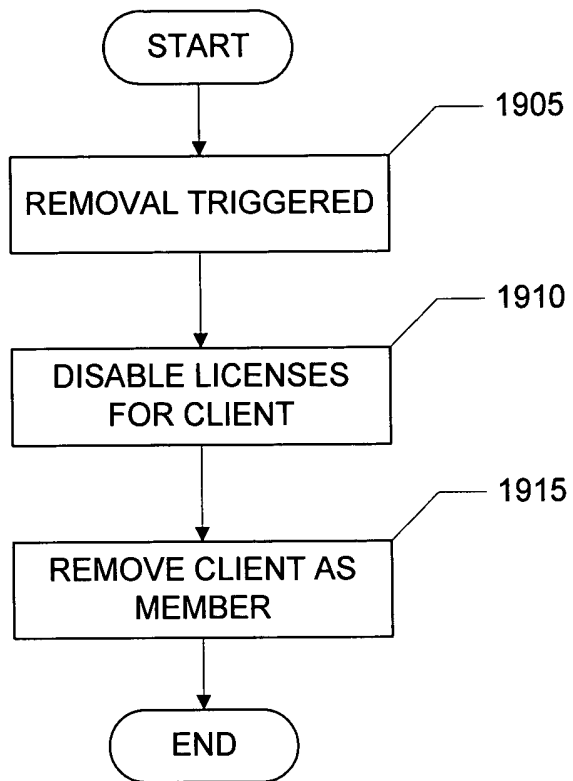 START
1905
REMOVAL TRIGGERED
1910
DISABLE LICENSES
FOR CLIENT
1915
REMOVE CLIENT AS
MEMBER
END